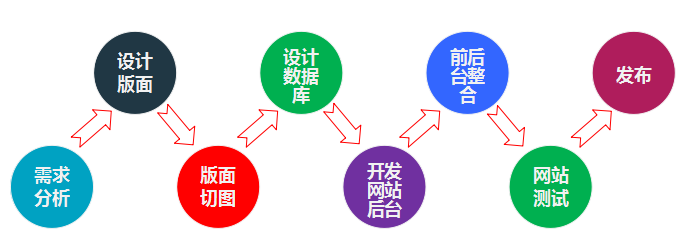 需求
分析
设计
版面
版面
切图
设计
数据
库
开发
网站
后台
前后
台整
合
网站
测试
发布